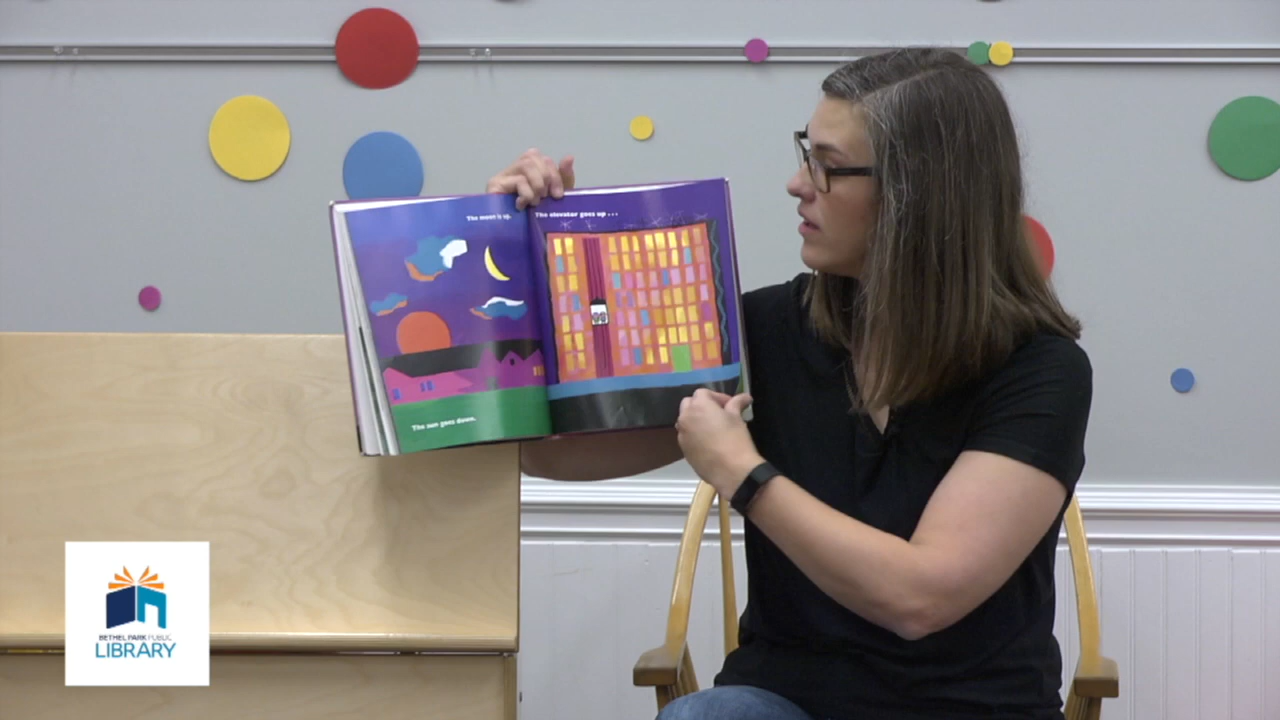 The moon is up.
The elevator goes up . . .
The sun goes down.
BETHEL PARK PUBLIC
LIBRARY